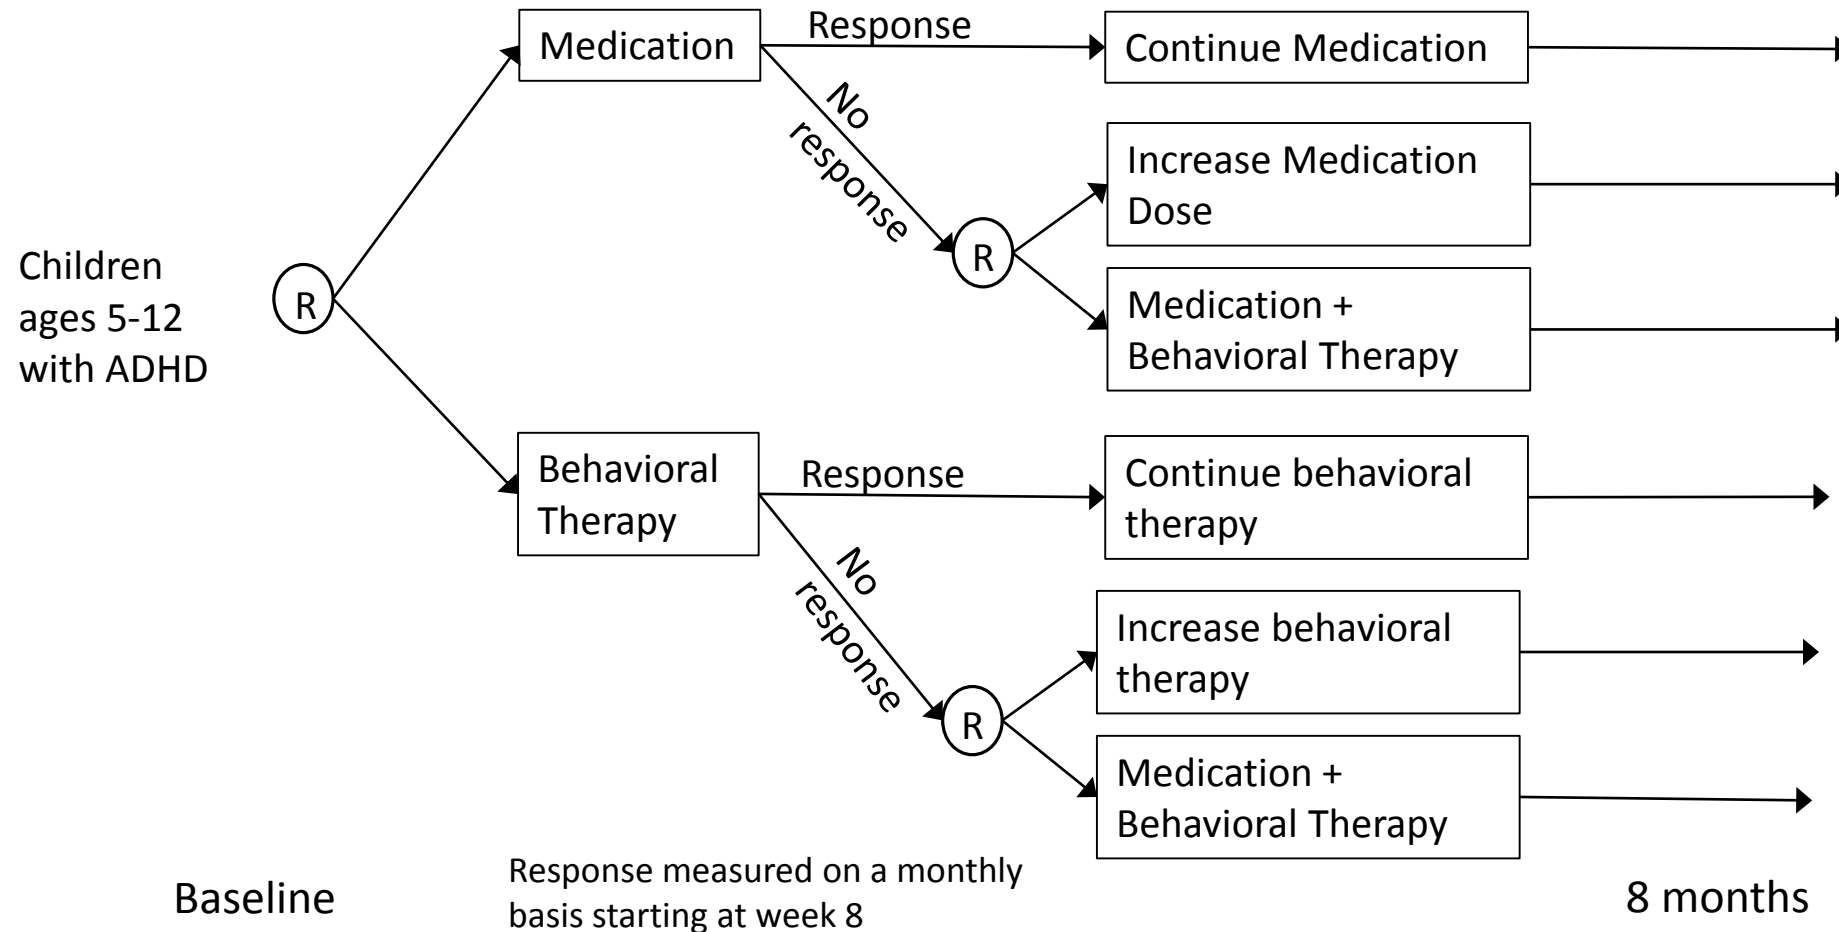 Children
ages 5-12
with ADHD
R
Medication
Response
No
response
Continue Medication
R
Increase Medication
Dose
Medication +
Behavioral Therapy
Behavioral
Therapy
Response
No
response
Continue behavioral
therapy
R
Increase behavioral
therapy
Medication +
Behavioral Therapy
Baseline
Response measured on a monthly
basis starting at week 8
8 months